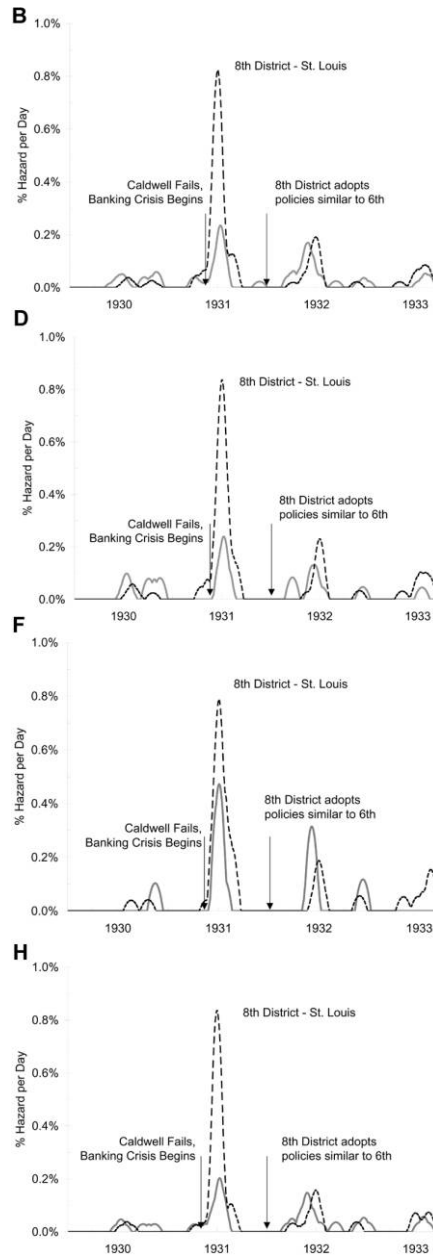 B
1.0%
8th District - St. Louis
0.8%
0.6%
Caldwell Fails,
Banking Crisis Begins
8th District adopts
policies similar to 6th
0.4%
0.2%
0.0%
% Hazard per Day
1930 1931 1932 1933
D
1.0%
8th District - St. Louis
0.8%
0.6%
0.4%
8th District adopts
policies similar to 6th
Caldwell Fails,
Banking Crisis Begins
0.2%
0.0%
% Hazard per Day
1930 1931 1932 1933
F
1.0%
8th District - St. Louis
0.8%
0.6%
0.4%
8th District adopts
policies similar to 6th
Caldwell Fails,
Banking Crisis Begins
0.2%
0.0%
% Hazard per Day
1930 1931 1932 1933
H
1.0%
8th District - St. Louis
0.8%
0.6%
0.4%
Caldwell Fails,
Banking Crisis Begins
8th District adopts
policies similar to 6th
0.2%
0.0%
% Hazard per Day
1930 1931 1932 1933